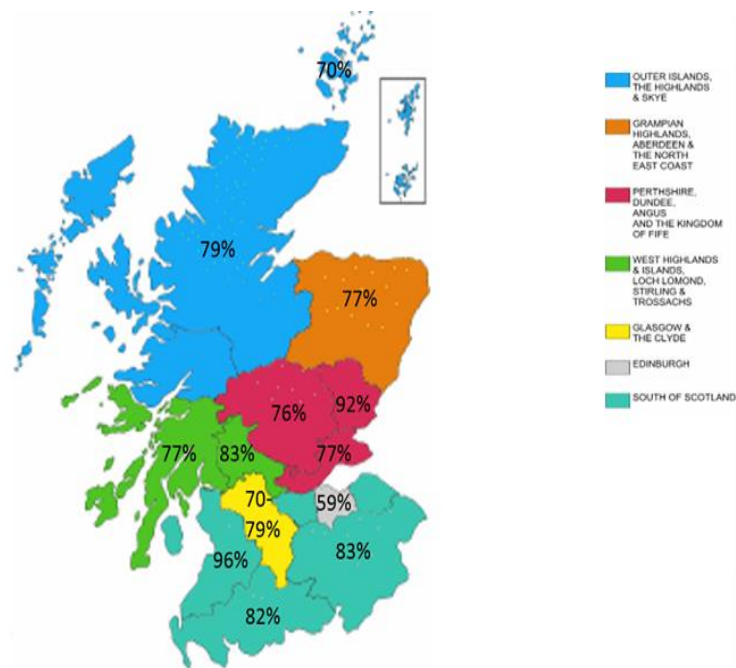 70%
79%
77%
76%
92%
77%
83%
77%
70-
79%
59%
96%
83%
82%
OUTER ISLANDS,
THE HIGHLANDS
& SKYE
GRAMPIAN
HIGHLANDS,
ABERDEEN &
THE NORTH
EAST COAST
PERTHSHIRE,
DUNDEE,
ANGUS
AND THE KINGDOM
OF FIFE
WEST HIGHLANDS
& ISLANDS,
LOCH LOMOND,
STIRLING &
TROSSACHS
GLASGOW &
THE CLYDE
EDINBURGH
SOUTH OF SCOTLAND